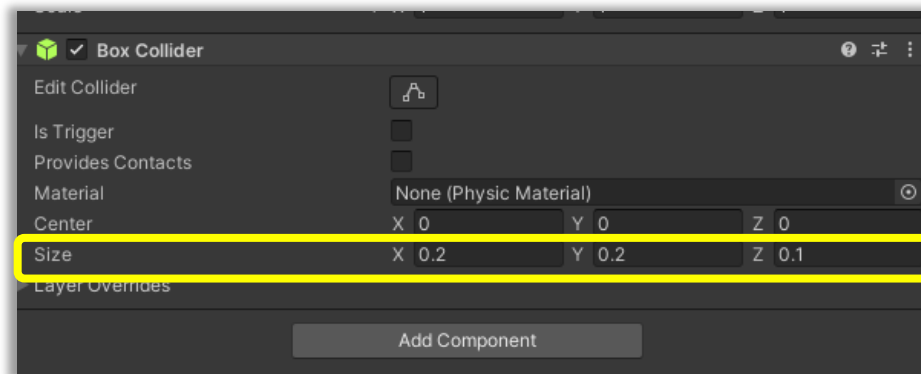 Box Collider
Edit Collider
Is Trigger
Provides Contacts
Material None (Physic Material)
Center X 0 Y 0 Z 0
Size X 0.2 Y 0.2 Z 0.1
Layer Overrides
Add Component